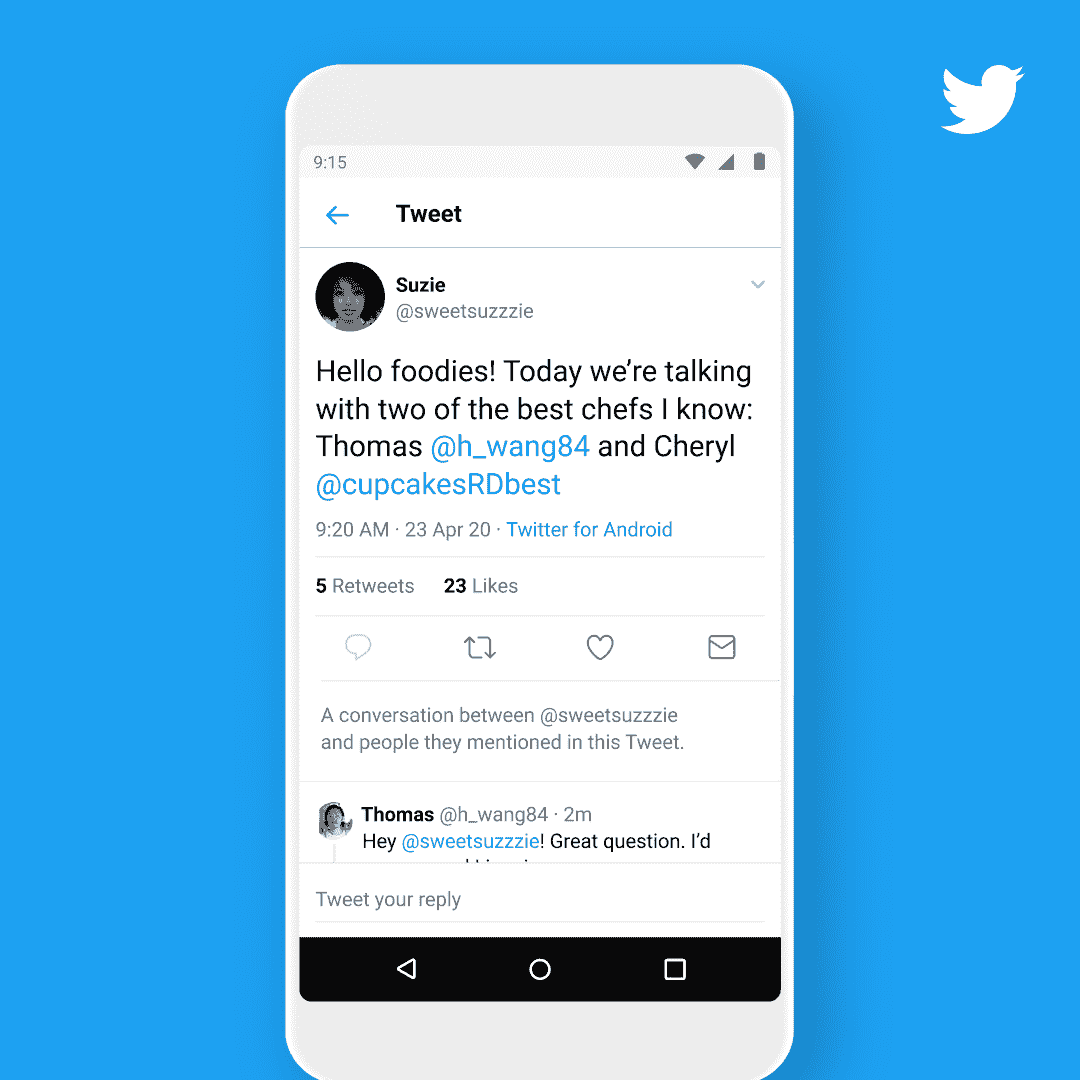 9:15
Tweet
Suzie
@sweetsuzzzie
Hello foodies! Today we’re talking
with two of the best chefs I know:
Thomas @h_wang84 and Cheryl
@cupcakesRDbest
9:20 AM · 23 Apr 20 · Twitter for Android
5 Retweets 23 Likes
A conversation between @sweetsuzzzie
and people they mentioned in this Tweet.
Thomas @h_wang84 · 2m
Hey @sweetsuzzzie! Great question. I’d
Tweet your reply